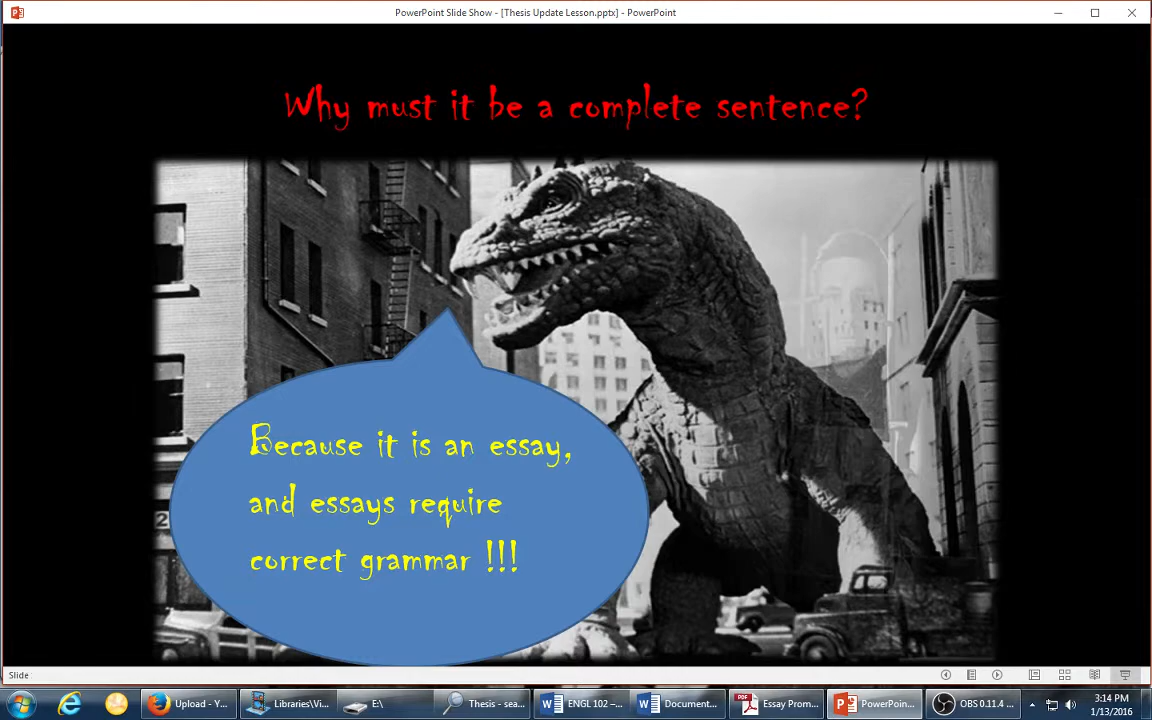 PowerPoint Slide Show - [Thesis Update Lesson.pptx] - PowerPoint
Why must it be a complete sentence?
Because it is an essay,
and essays require
correct grammar !!!
Slide
Upload - Y...
Libraries\Vi...
E:\
Thesis - sea...
ENGL 102 –...
Document...
Essay Prom...
PowerPoin...
OBS 0.11.4 ...
3:14 PM
1/13/2016